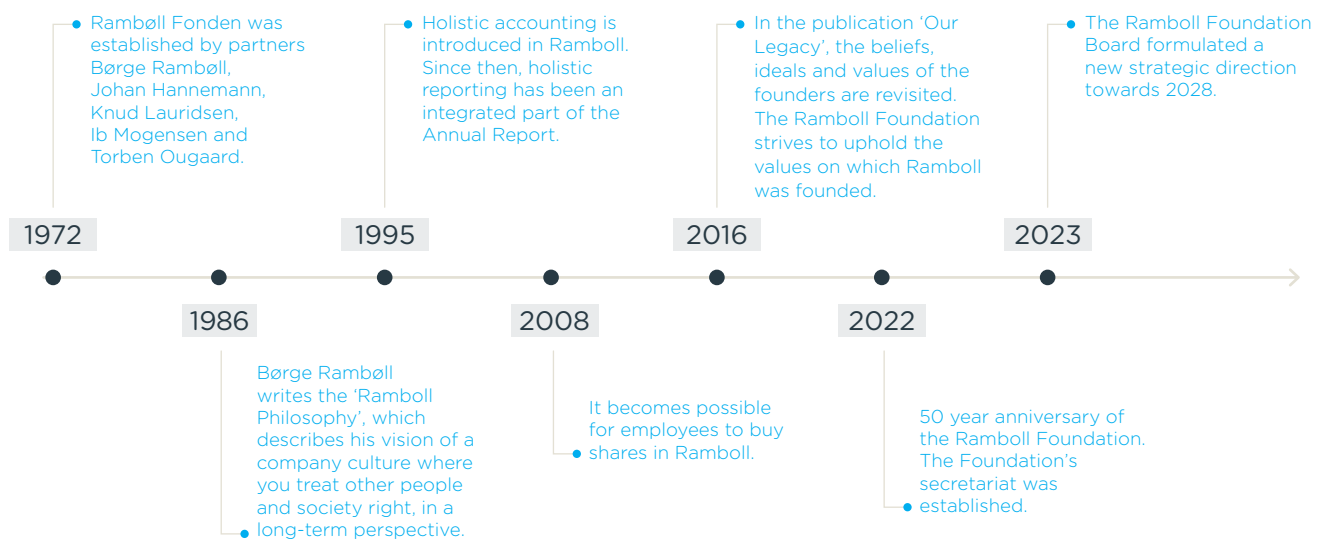 Rambøll Fonden was
established by partners
Børge Rambøll,
Johan Hannemann,
Knud Lauridsen,
Ib Mogensen and
Torben Ougaard.
1972
Børge Rambøll
writes the ‘Ramboll
Philosophy’, which
describes his vision of a
company culture where
you treat other people
and society right, in a
long-term perspective.
1986
Holistic accounting is
introduced in Ramboll.
Since then, holistic
reporting has been an
integrated part of the
Annual Report.
1995
It becomes possible
for employees to buy
shares in Ramboll.
2008
In the publication ‘Our
Legacy’, the beliefs,
ideals and values of the
founders are revisited.
The Ramboll Foundation
strives to uphold the
values on which Ramboll
was founded.
2016
50 year anniversary of
the Ramboll Foundation.
The Foundation’s
secretariat was
established.
2022
The Ramboll Foundation
Board formulated a
new strategic direction
towards 2028.
2023